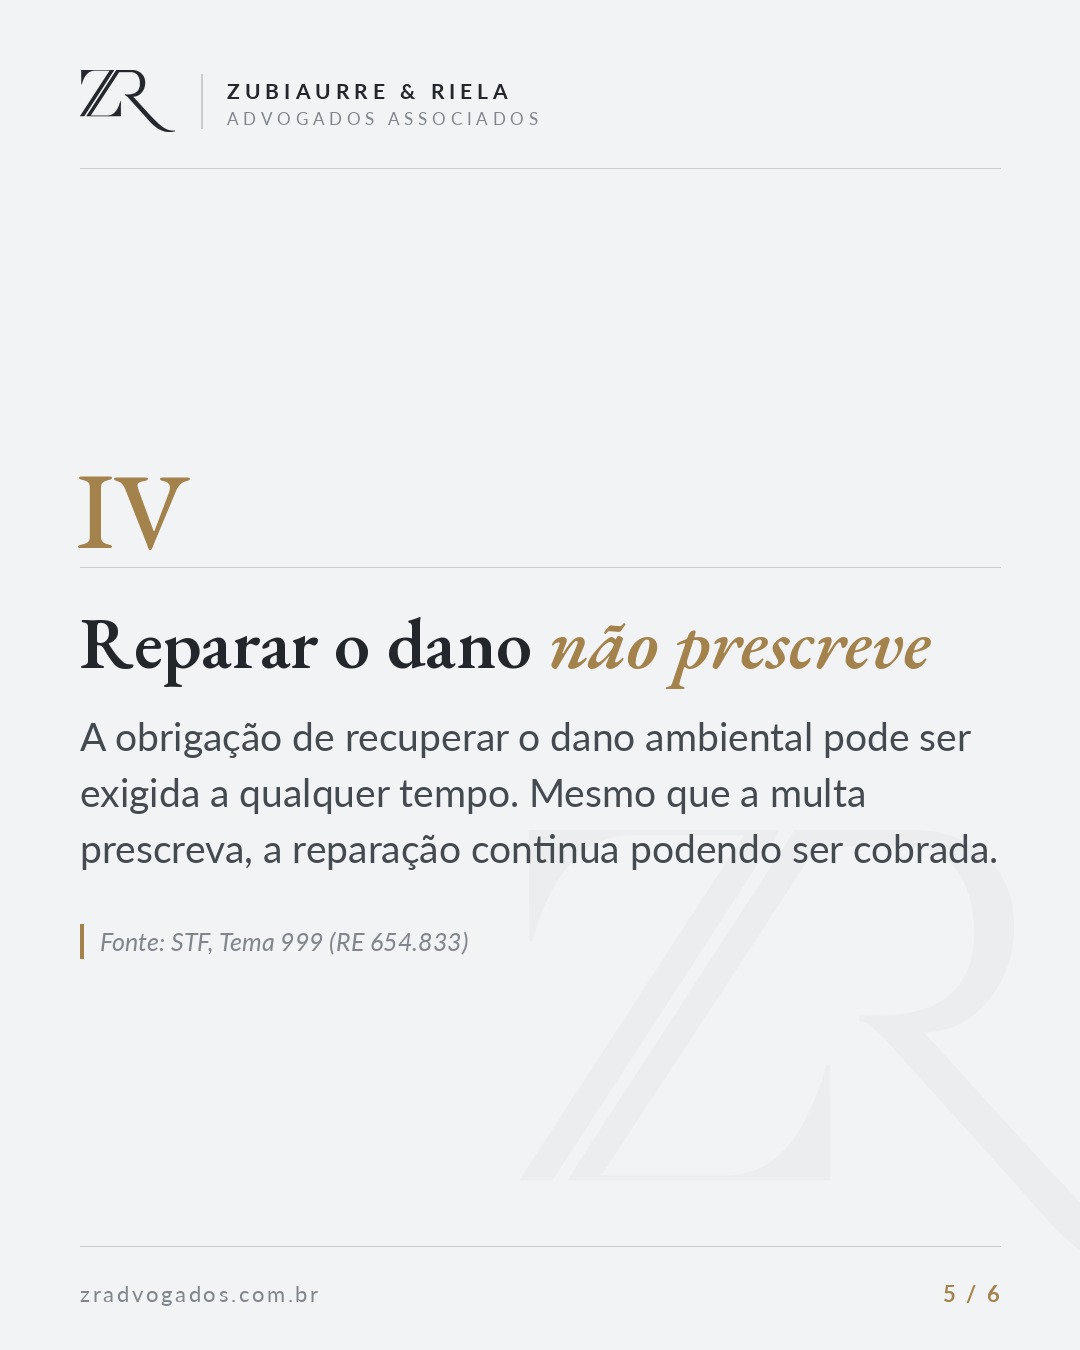 ZR
ZUBIAURRE & RIELA
ADVOGADOS ASSOCIADOS
IV
Reparar o dano não prescreve
A obrigação de recuperar o dano ambiental pode ser
exigida a qualquer tempo. Mesmo que a multa
prescreva, a reparação continua podendo ser cobrada.
Fonte: STF, Tema 999 (RE 654.833)
ZR
zradvogados.com.br
5 / 6